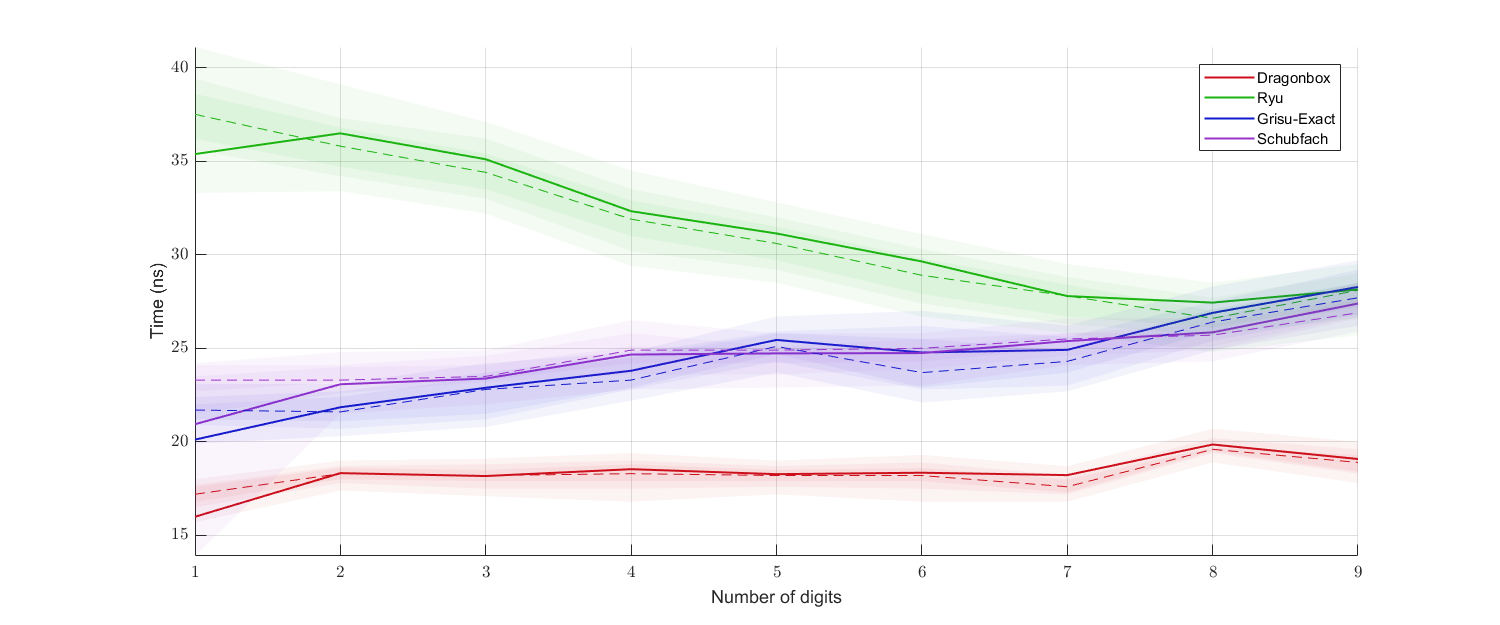 40
35
30
25
20
15
Time (ns)
Dragonbox
Ryu
Grisu-Exact
Schubfach
1 2 3 4 5 6 7 8 9
Number of digits